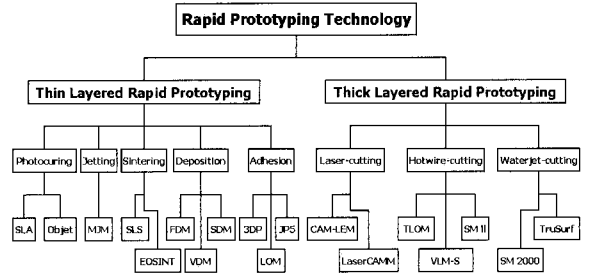 Rapid Prototyping Technology
Thin Layered Rapid Prototyping
Thick Layered Rapid Prototyping
Photocuring
Jetting
Sintering
Deposition
Adhesion
Laser-cutting
Hotwire-cutting
Waterjet-cutting
SLA
Objet
MJM
SLS
FDM
SDM
3DP
JP5
CAM-LEM
TLOM
SM II
TruSurf
EOSINT
VDM
LOM
LaserCAMM
VLM-S
SM 2000